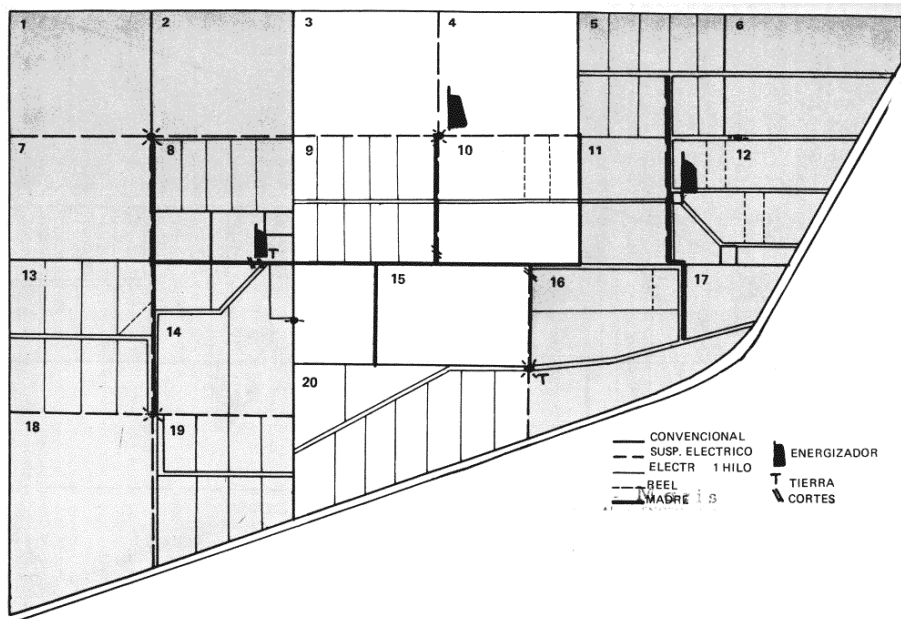 1
2
3
4
5
6
7
8
9
10
11
12
13
14
15
16
17
18
19
20
T
T
CONVENCIONAL
SUSP. ELECTRICO
ELECTR 1 HILO
REEL
MADRE
ENERGIZADOR
T TIERRA
CORTES